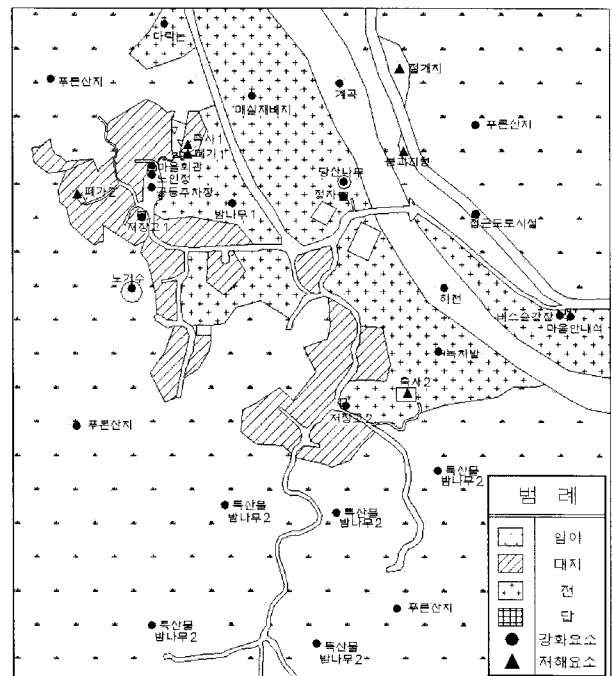 다락논
푸른산지
매실재배지
계곡
절개지
푸른산지
축사1
폐가1
마을회관
노인정
공동주차장
폐가2
저장고1
밤나무1
당산나무
정자
붕괴지형
접근도로시설
노거수
하천
버스승강장
마을안내석
녹차밭
축사2
저장고2
푸른산지
특산물
밤나무2
특산물
밤나무2
특산물
밤나무2
푸른산지
특산물
밤나무2
특산물
밤나무2
범 례
임야
대지
전
답
강화요소
저해요소